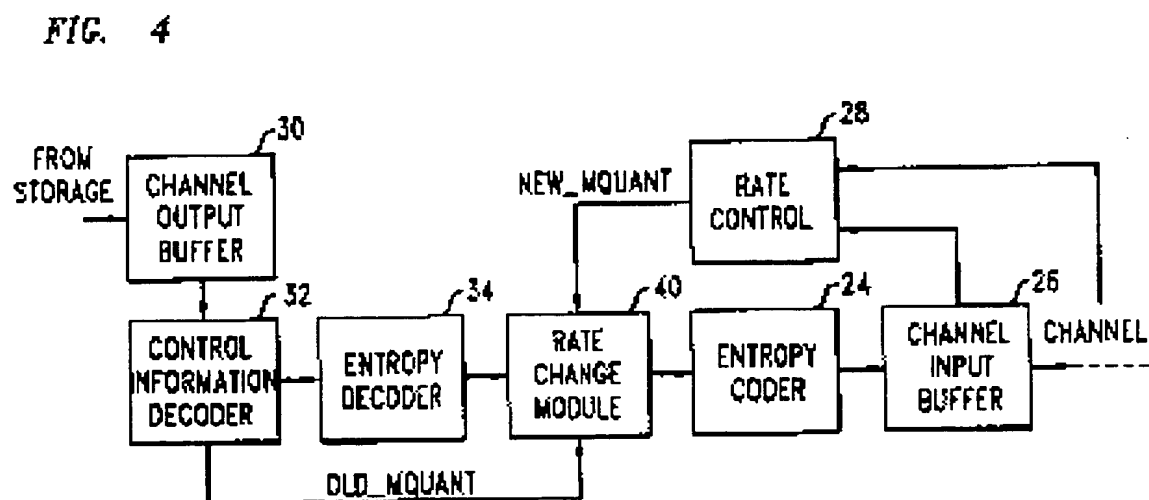 FIG. 4
FROM
STORAGE
30
CHANNEL
OUTPUT
BUFFER
28
NEW_MQUANT
RATE
CONTROL
32
CONTROL
INFORMATION
DECODER
34
ENTROPY
DECODER
40
RATE
CHANGE
MODULE
24
ENTROPY
CODER
26
CHANNEL
INPUT
BUFFER
CHANNEL
OLD_MQUANT